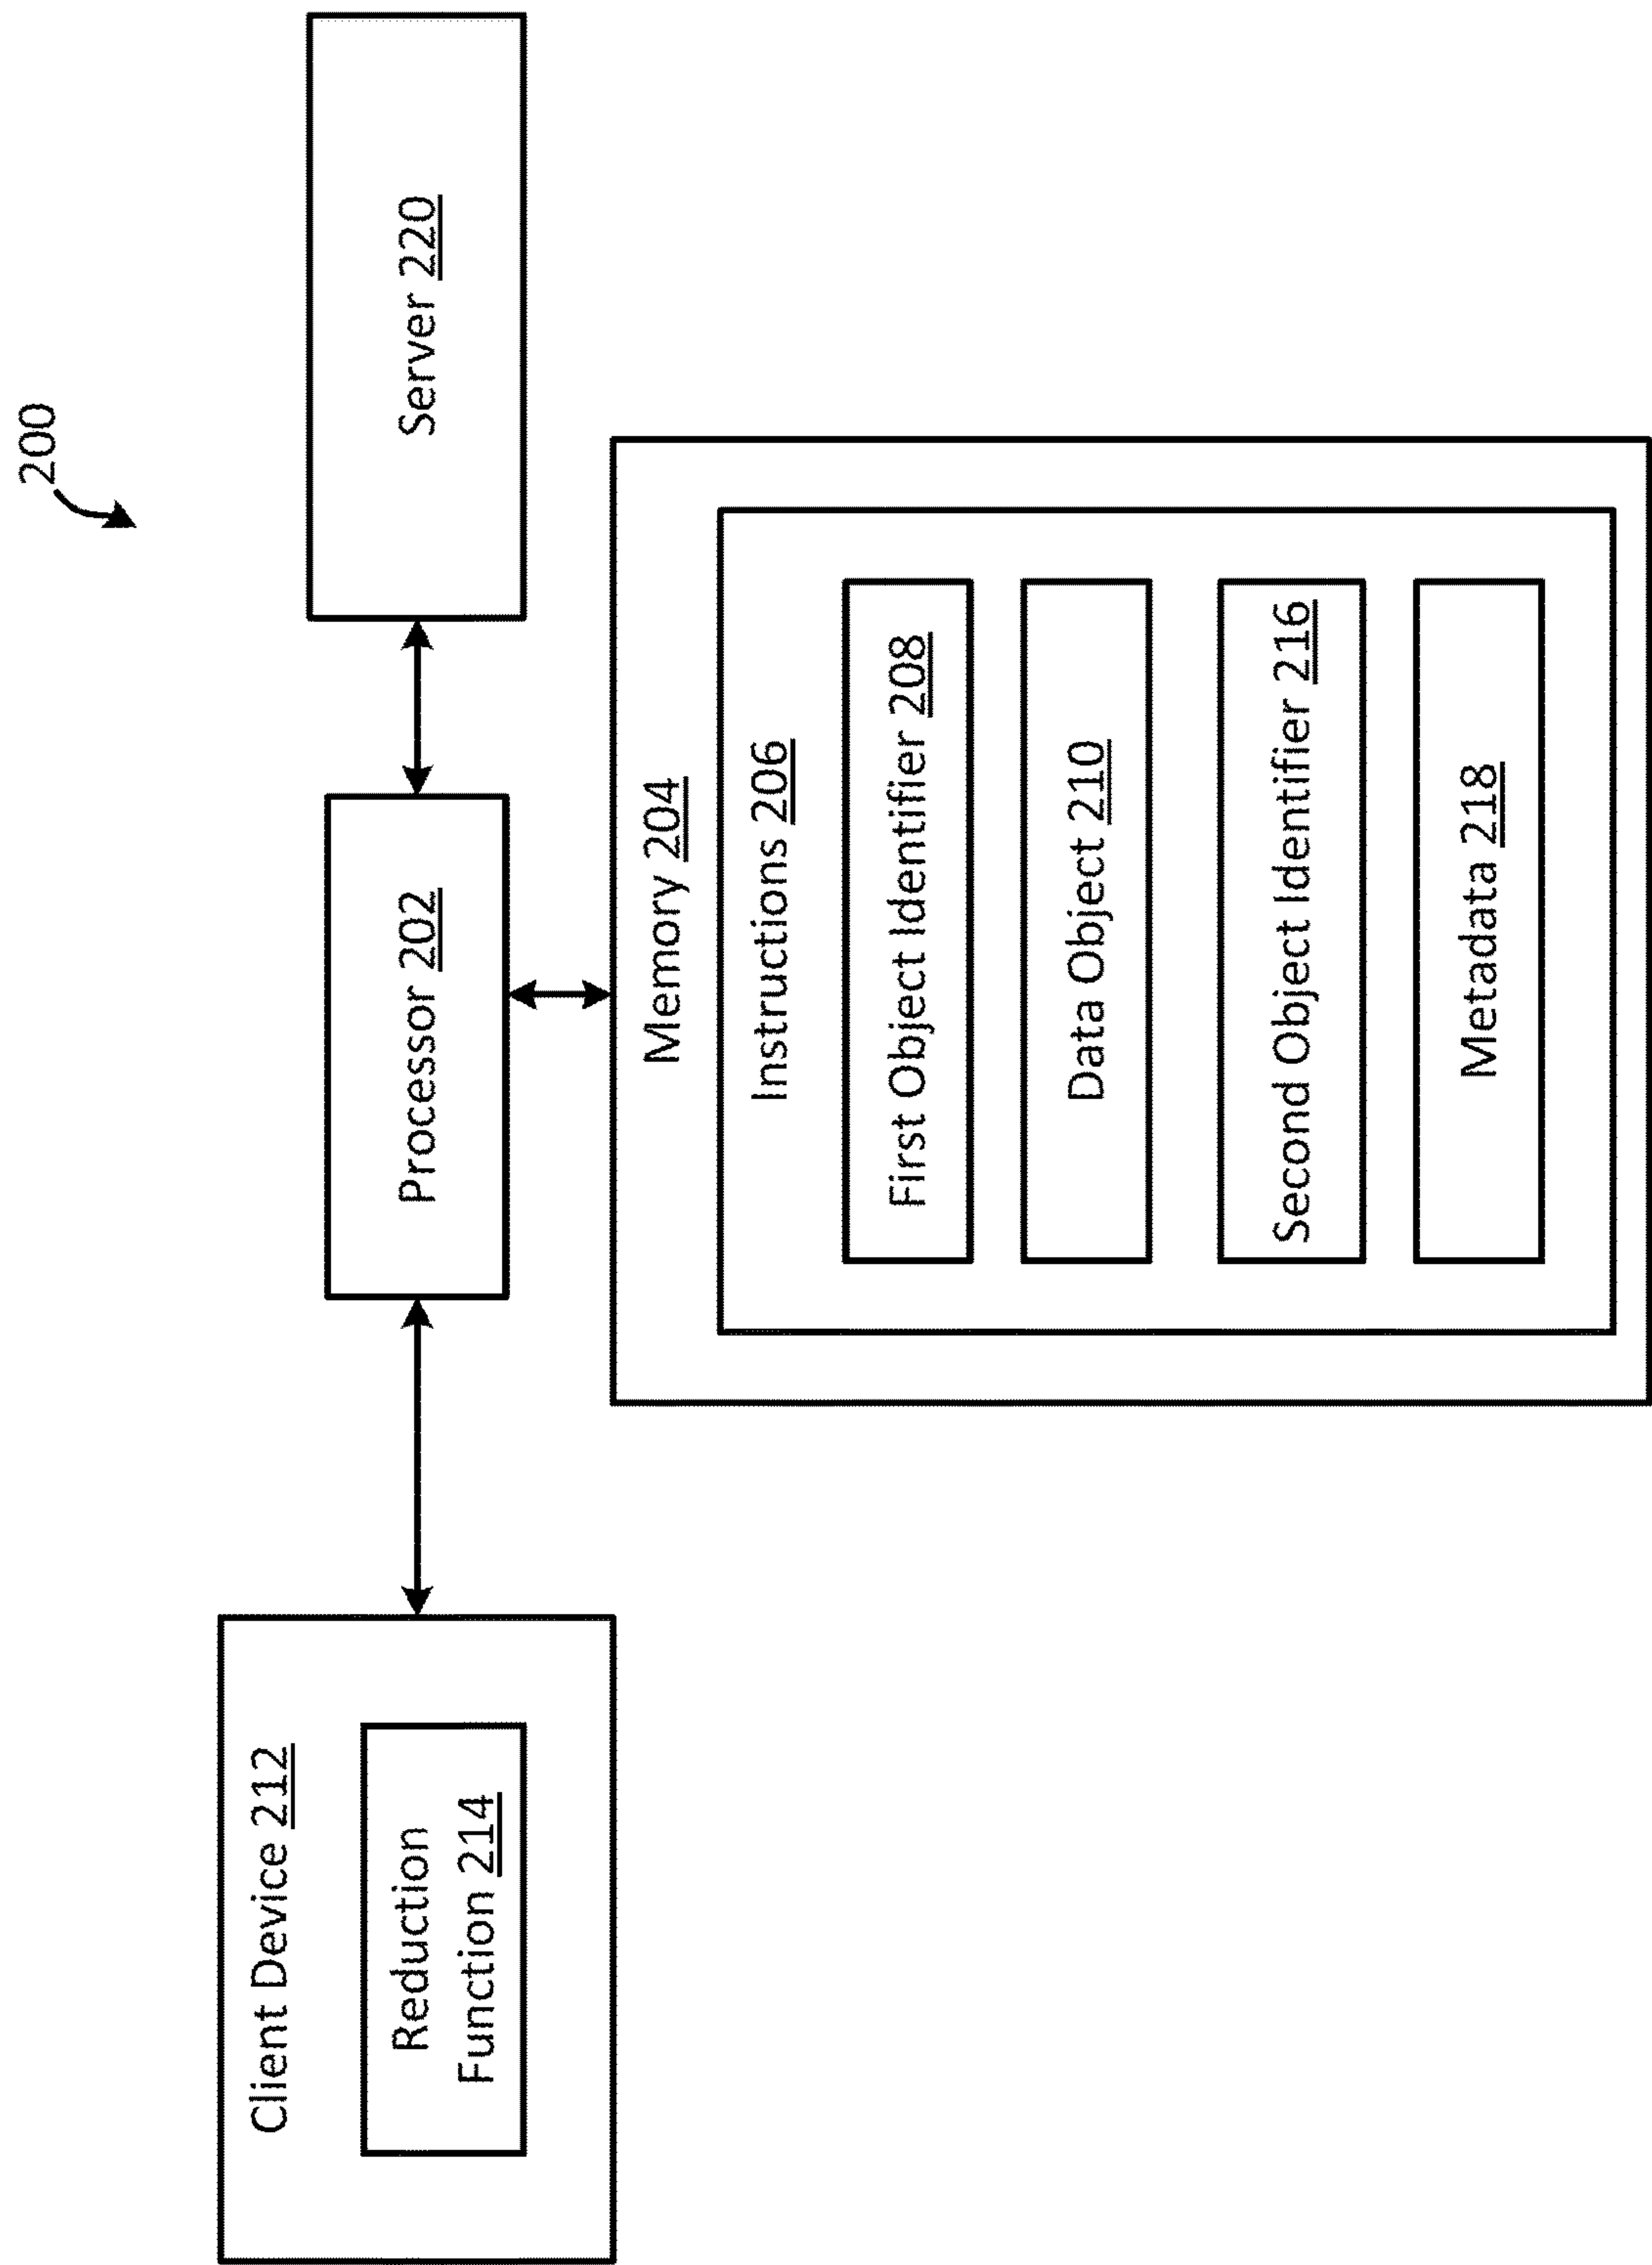 200
Client Device 212
Reduction
Function 214
Processor 202
Server 220
Memory 204
Instructions 206
First Object Identifier 208
Data Object 210
Second Object Identifier 216
Metadata 218